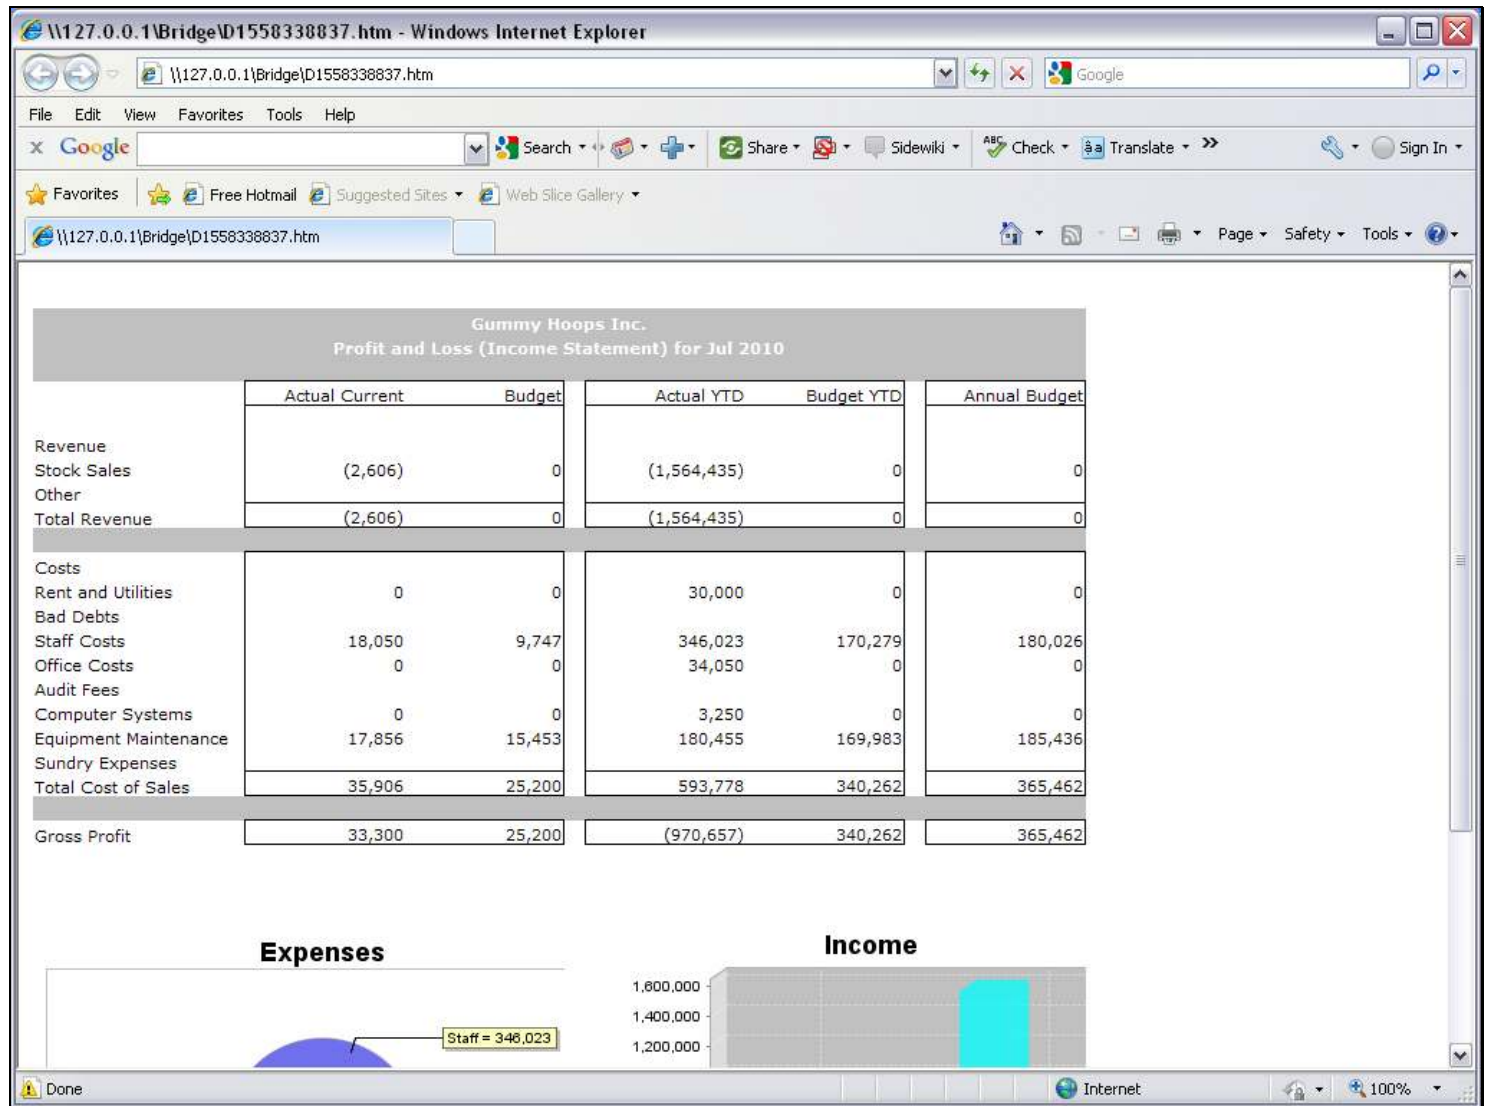 \\127.0.0.1\Bridge\D1558338837.htm - Windows Internet Explorer
\\127.0.0.1\Bridge\D1558338837.htm Google
File Edit View Favorites Tools Help
x Google Search Share Sidewiki ABC Check aa Translate » Sign In
Favorites Free Hotmail Suggested Sites Web Slice Gallery
\\127.0.0.1\Bridge\D1558338837.htm Page Safety Tools
Gummy Hoops Inc.
Profit and Loss (Income Statement) for Jul 2010
Actual Current Budget Actual YTD Budget YTD Annual Budget
Revenue
Stock Sales (2,606) 0 (1,564,435) 0 0
Other
Total Revenue (2,606) 0 (1,564,435) 0 0
Costs
Rent and Utilities 0 0 30,000 0 0
Bad Debts
Staff Costs 18,050 9,747 346,023 170,279 180,026
Office Costs 0 0 34,050 0 0
Audit Fees
Computer Systems 0 0 3,250 0 0
Equipment Maintenance 17,856 15,453 180,455 169,983 185,436
Sundry Expenses
Total Cost of Sales 35,906 25,200 593,778 340,262 365,462
Gross Profit 33,300 25,200 (970,657) 340,262 365,462
Expenses Income
1,600,000
1,400,000
Staff = 346,023
1,200,000
Done Internet 100%